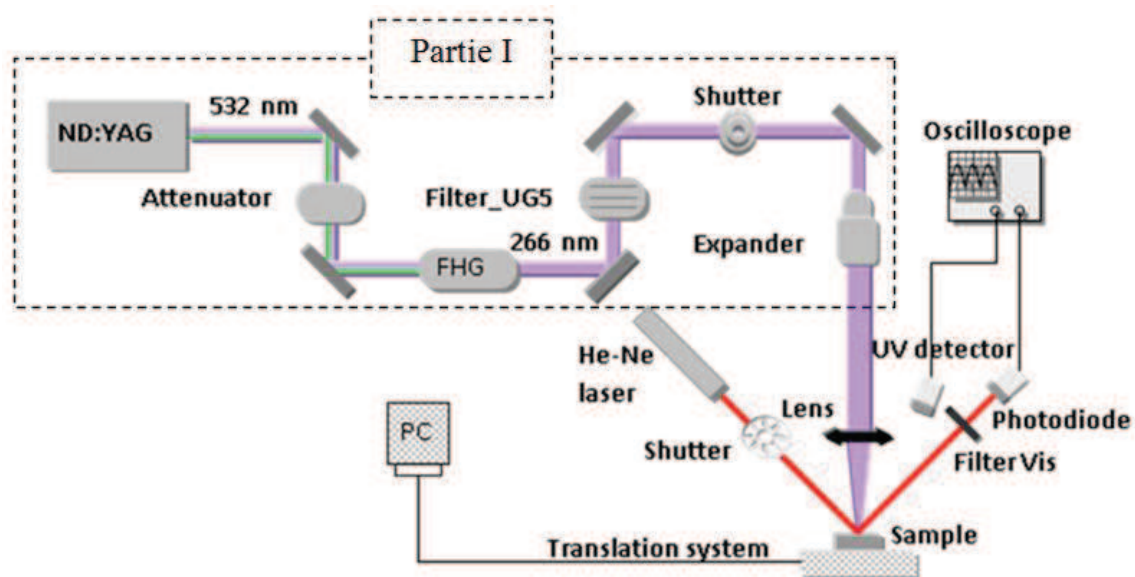 Partie I
532 nm
ND:YAG
Attenuator
Filter_UG5
266 nm
FHG
Shutter
Expander
Oscilloscope
He-Ne
laser
UV detector
Lens
Photodiode
PC
Shutter
Filter Vis
Sample
Translation system